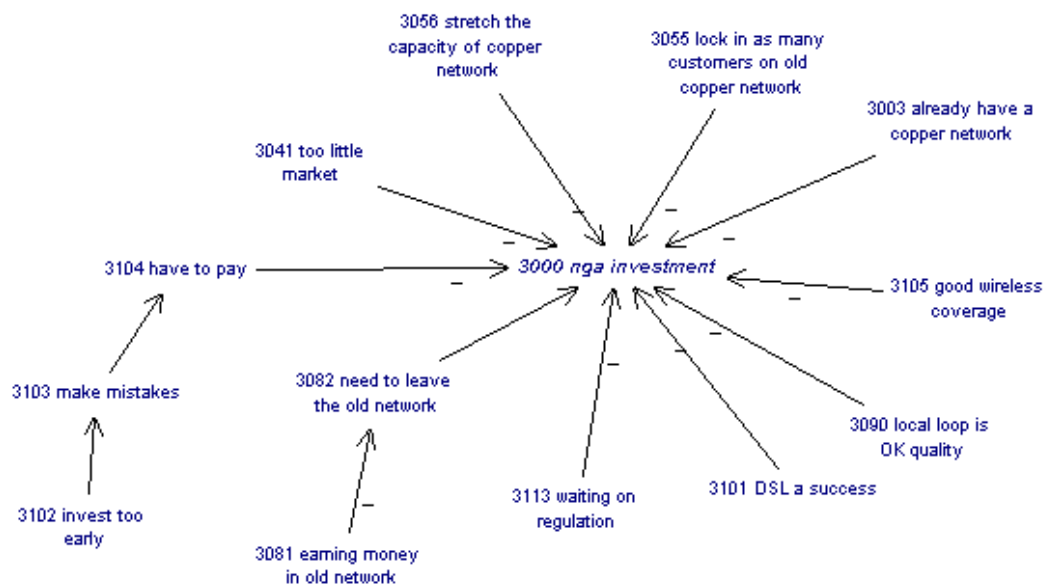 3056 stretch the
capacity of copper
network
3055 lock in as many
customers on old
copper network
3003 already have a
copper network
3041 too little
market
3104 have to pay
3000 nga investment
3105 good wireless
coverage
3103 make mistakes
3082 need to leave
the old network
3090 local loop is
OK quality
3102 invest too
early
3113 waiting on
regulation
3101 DSL a success
3081 earning money
in old network